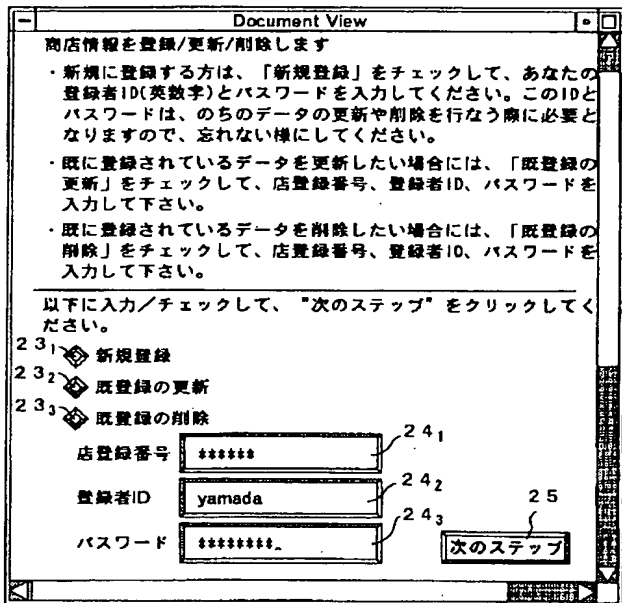 Document View
商店情報を登録/更新/削除します
・新規に登録する方は、「新規登録」をチェックして、あなたの
登録者ID(英数字)とパスワードを入力してください。このIDと
パスワードは、のちのデータの更新や削除を行なう際に必要と
なりますので、忘れない様にしてください。
・既に登録されているデータを更新したい場合には、「既登録の
更新」をチェックして、店登録番号、登録者ID、パスワードを
入力して下さい。
・既に登録されているデータを削除したい場合には、「既登録の
削除」をチェックして、店登録番号、登録者ID、パスワードを
入力して下さい。
以下に入力/チェックして、"次のステップ"をクリックしてく
ださい。
23₁ 新規登録
23₂ 既登録の更新
23₃ 既登録の削除
店登録番号 ****** 24₁
登録者ID yamada 24₂
パスワード ********_ 24₃
25
次のステップ